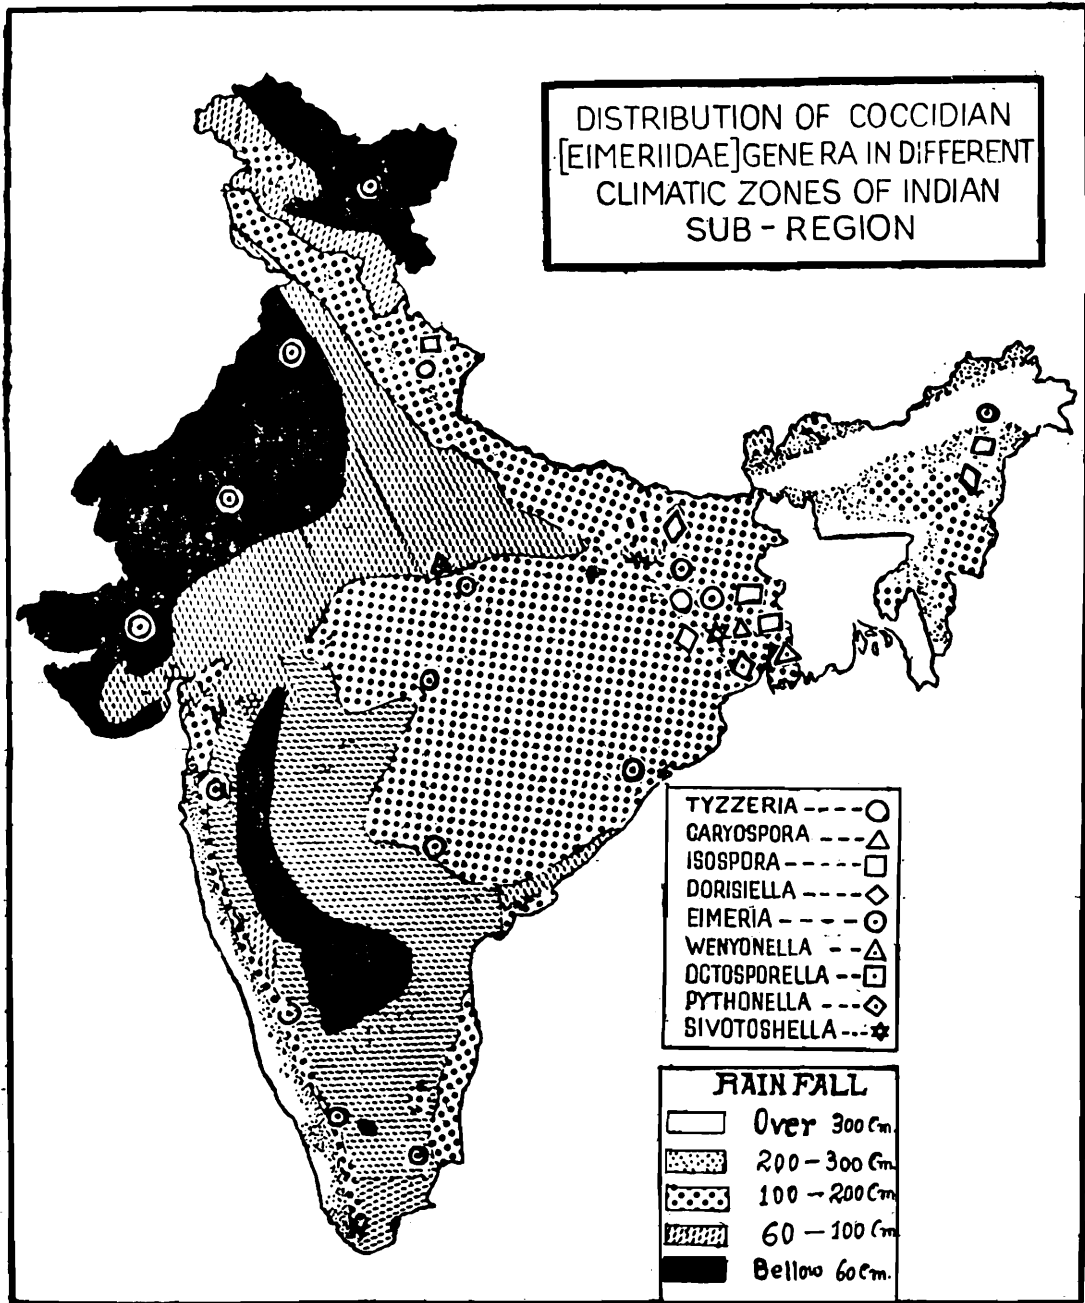 DISTRIBUTION OF COCCIDIAN
[EIMERIIDAE] GENERA IN DIFFERENT
CLIMATIC ZONES OF INDIAN
SUB - REGION
TYZZERIA ----
CARYOSPORA ---
ISOSPORA -----
DORISIELLA ----
EIMERIA ---- --
WENYONELLA --
OCTOSPORELLA --
PYTHONELLA ---
SIVOTOSHELLA ---
RAIN FALL
Over 300 Cm.
200 - 300 Cm
100 - 200 Cm
60 - 100 Cm
Bellow 60 Cm.